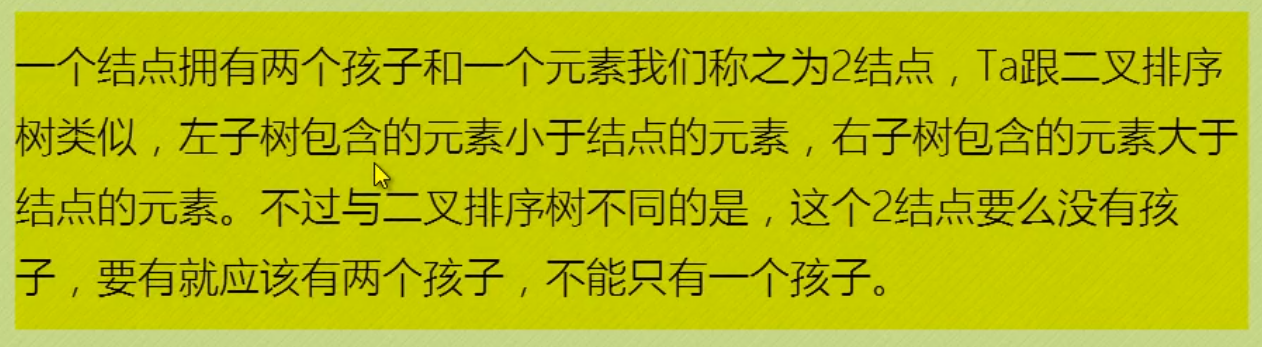 一个结点拥有两个孩子和一个元素我们称之为2结点，Ta跟二叉排序
树类似，左子树包含的元素小于结点的元素，右子树包含的元素大于
结点的元素。不过与二叉排序树不同的是，这个2结点要么没有孩
子，要有就应该有两个孩子，不能只有一个孩子。